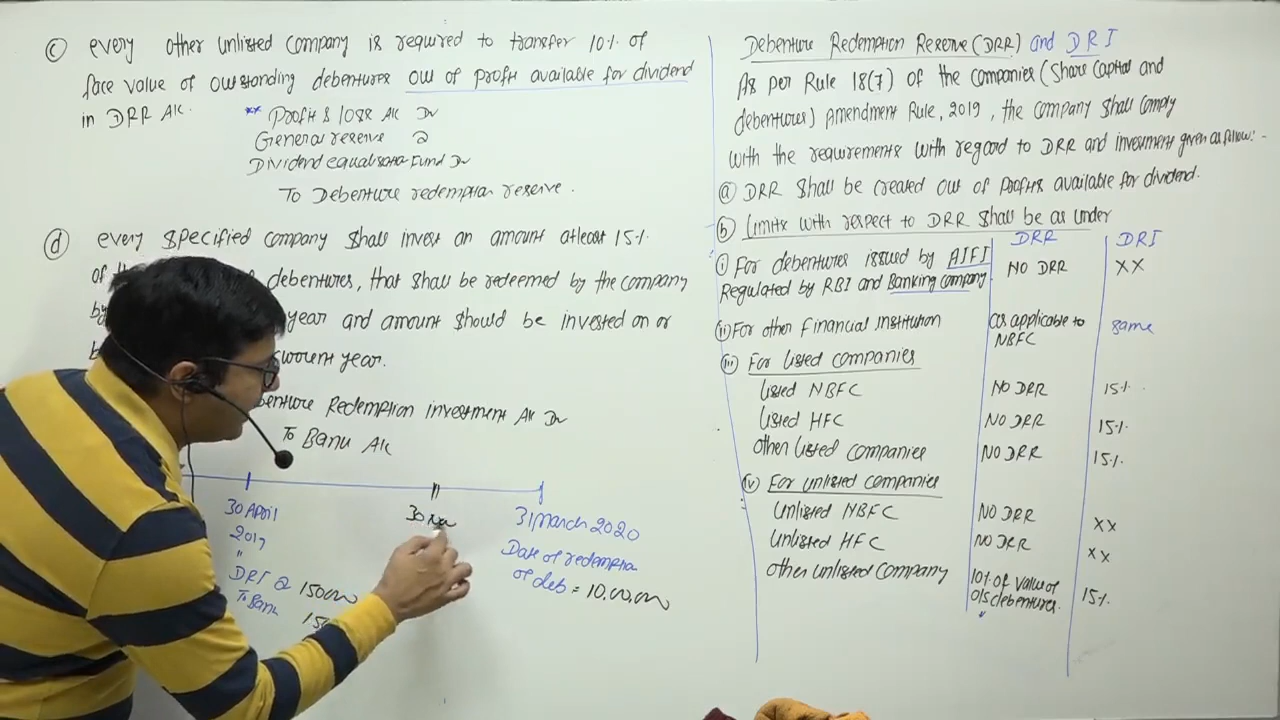 (c) every other unlisted company is required to transfer 10% of
face value of outstanding debentures out of profit available for dividend
in DRR A/c.
** Profit & loss A/c Dr
General reserve
Dividend equalisation Fund Dr
To Debenture redemption reserve.
(d) every specified company shall invest an amount atleast 15%
of debentures, that shall be redeemed by the company
year and amount should be invested on or
current year.
Redemption investment A/c Dr
To Bank A/c
30 April
2019
"
DRI @ 150000
To Bank
30
31 March 2020
Date of redemption
of deb = 10,00,000
Debenture Redemption Reserve (DRR) and DRI
As per Rule 18(7) of the companies (Share Capital and
debentures) Amendment Rule, 2019, the company shall comply
with the requirements with regard to DRR and investment given as follow:-
(a) DRR shall be created out of profits available for dividend.
(b) Limits with respect to DRR shall be as under
DRR DRI
(i) For debentures issued by AIFI NO DRR XX
Regulated by RBI and Banking company.
(ii) For other Financial institution as applicable to NBFC same
(iii) For Listed companies
Listed NBFC NO DRR 15%.
Listed HFC NO DRR 15%.
other Listed companies NO DRR 15%.
(iv) For unlisted companies
Unlisted NBFC NO DRR XX
Unlisted HFC NO DRR XX
other unlisted company 10% of value of o/s debentures. 15%